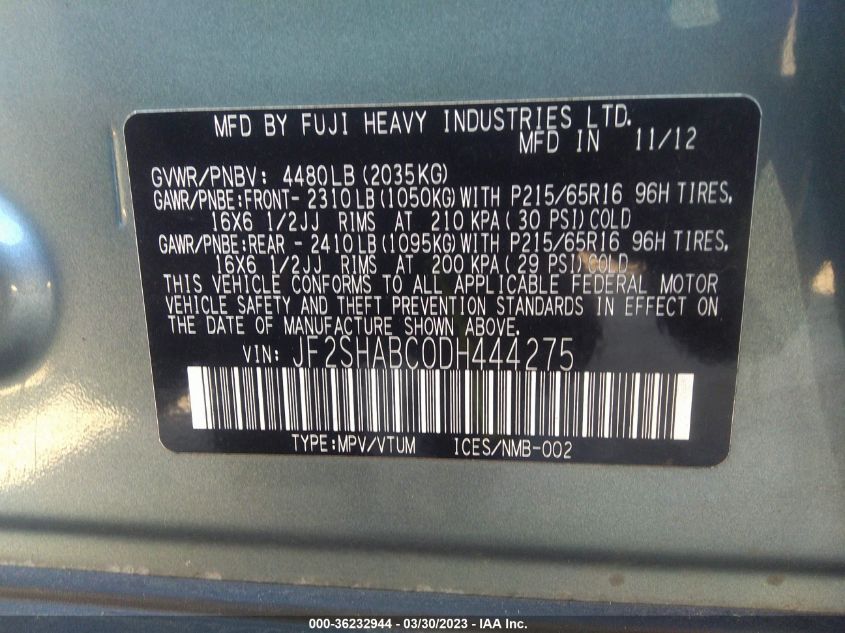 MFD BY FUJI HEAVY INDUSTRIES LTD.
MFD IN 11/12
GVWR/PNBV: 4480LB(2035KG)
GAWR/PNBE:FRONT- 2310LB(1050KG)WITH P215/65R16 96H TIRES,
16X6 1/2JJ RIMS AT 210 KPA(30 PSI)COLD
GAWR/PNBE:REAR - 2410LB(1095KG)WITH P215/65R16 96H TIRES,
16X6 1/2JJ RIMS AT 200 KPA(29 PSI)COLD
THIS VEHICLE CONFORMS TO ALL APPLICABLE FEDERAL MOTOR
VEHICLE SAFETY AND THEFT PREVENTION STANDARDS IN EFFECT ON
THE DATE OF MANUFACTURE SHOWN ABOVE.
VIN: JF2SHABC0DH444275
TYPE:MPV/VTUM ICES/NMB-002
000-36232944 - 03/30/2023 - IAA Inc.